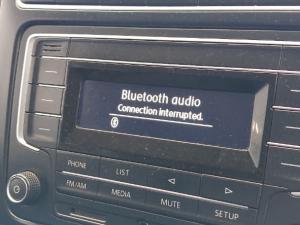 Bluetooth audio
Connection interrupted.
PHONE
LIST
FM/AM
MEDIA
MUTE
SETUP